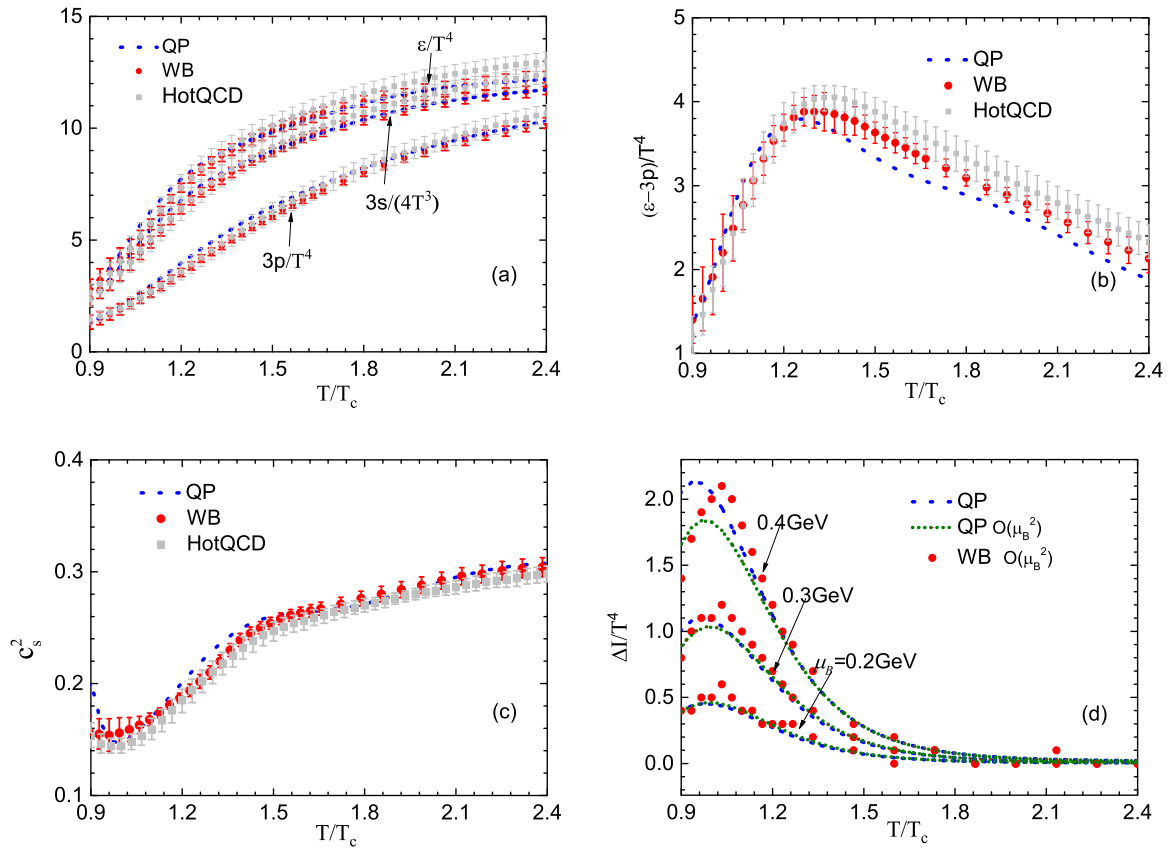 15
10
5
0
QP
WB
HotQCD
ε/T⁴
3s/(4T³)
3p/T⁴
(a)
0.9 1.2 1.5 1.8 2.1 2.4
T/T_c
5
4
3
2
1
(ε–3p)/T⁴
QP
WB
HotQCD
(b)
0.9 1.2 1.5 1.8 2.1 2.4
T/T_c
0.4
0.3
0.2
0.1
c_s²
QP
WB
HotQCD
(c)
0.9 1.2 1.5 1.8 2.1 2.4
T/T_c
2.0
1.5
1.0
0.5
0.0
ΔI/T⁴
QP
QP O(μ_B²)
WB O(μ_B²)
0.4GeV
0.3GeV
μ_B=0.2GeV
(d)
0.9 1.2 1.5 1.8 2.1 2.4
T/T_c